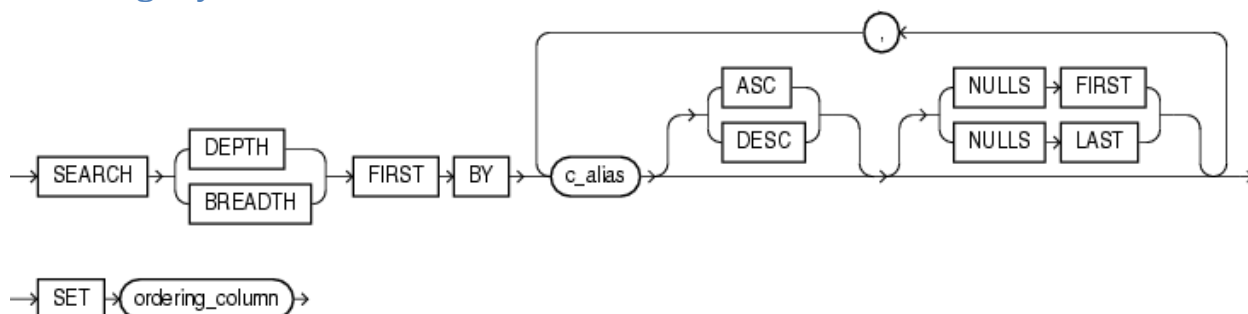 ,
ASC
NULLS FIRST
DEPTH
DESC
NULLS LAST
SEARCH
FIRST BY
c_alias
BREADTH
SET ordering_column